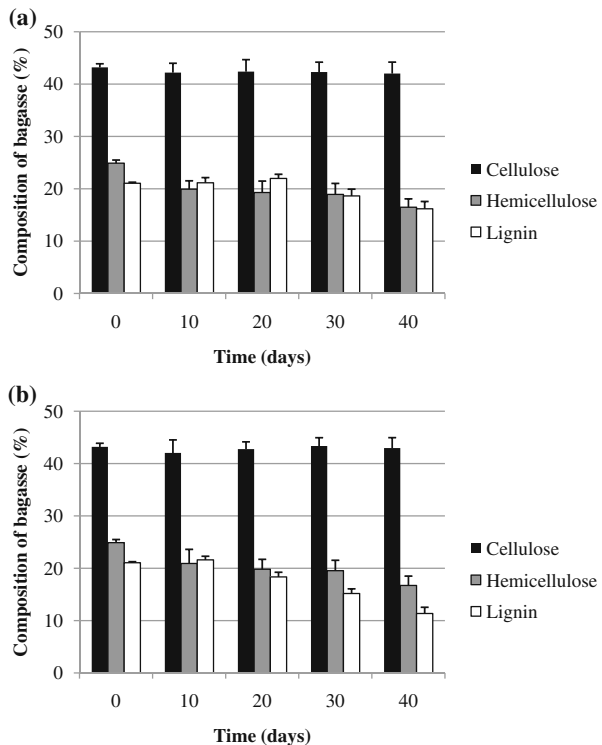 (a)
50
40
30
20
10
0
Composition of bagasse (%)
0 10 20 30 40
Time (days)
Cellulose
Hemicellulose
Lignin
(b)
50
40
30
20
10
0
Composition of bagasse (%)
0 10 20 30 40
Time (days)
Cellulose
Hemicellulose
Lignin